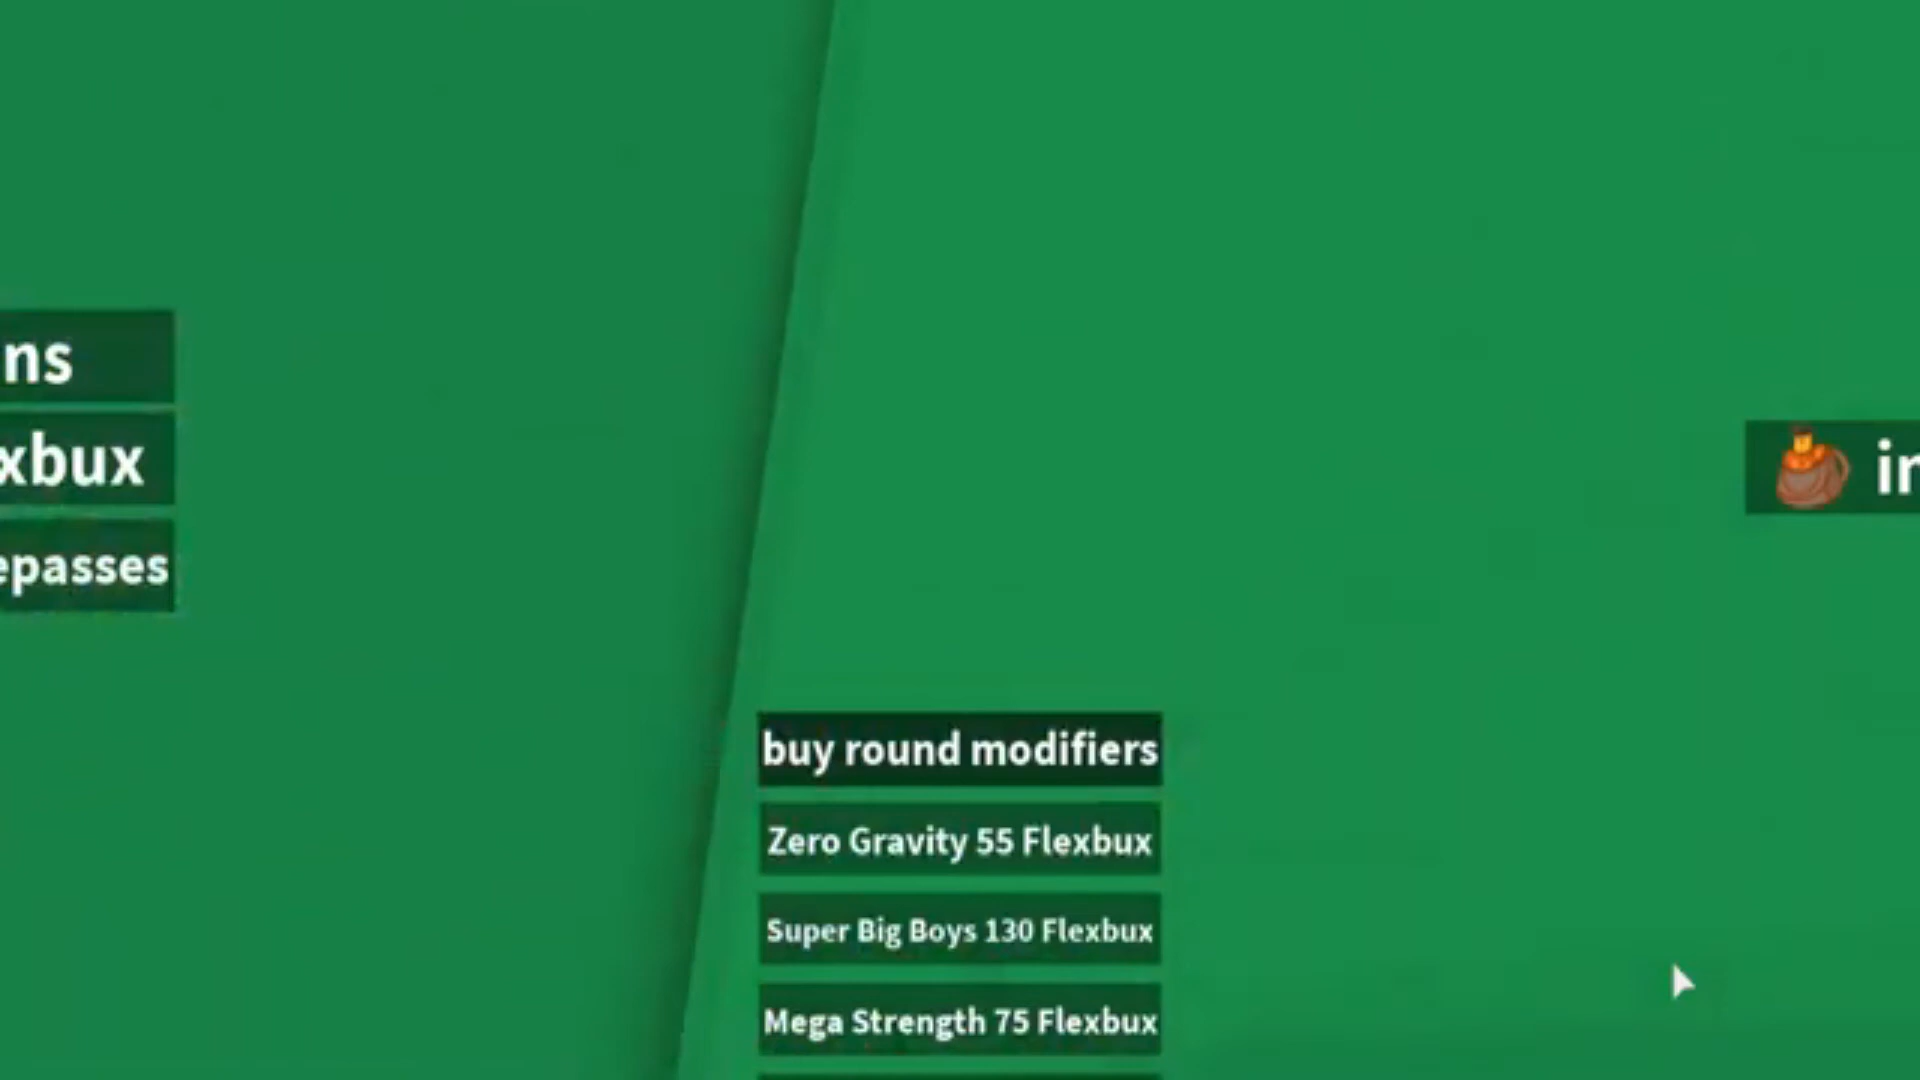 ns
xbux
epasses
in
buy round modifiers
Zero Gravity 55 Flexbux
Super Big Boys 130 Flexbux
Mega Strength 75 Flexbux